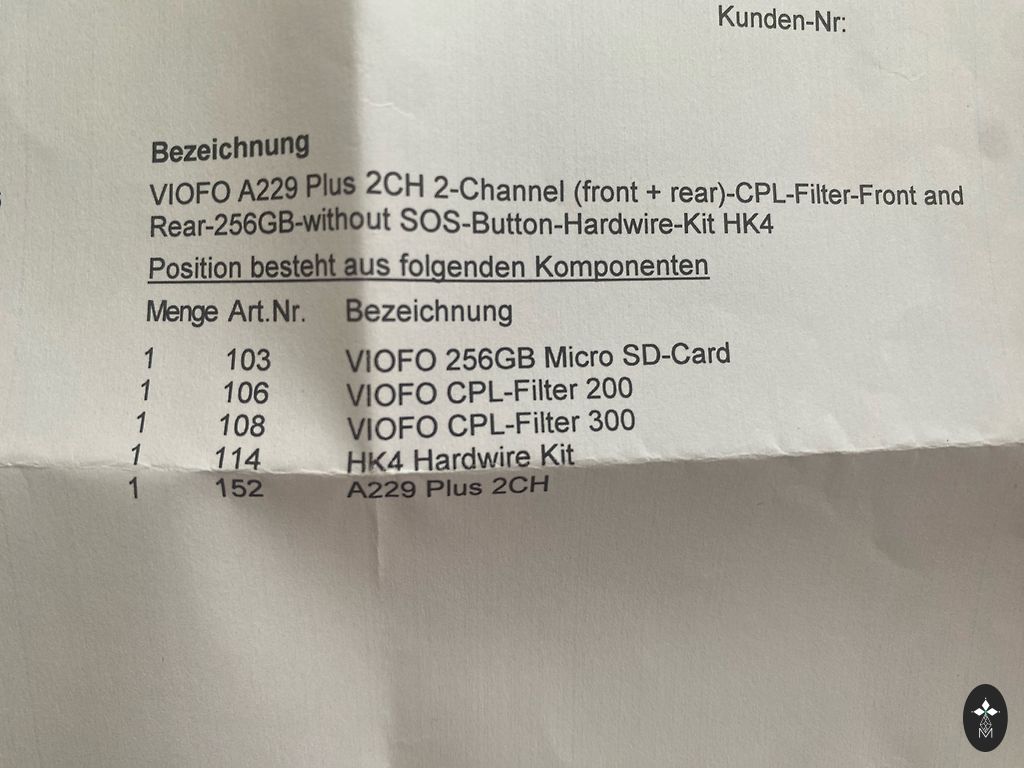 Kunden-Nr:
Bezeichnung
VIOFO A229 Plus 2CH 2-Channel (front + rear)-CPL-Filter-Front and
Rear-256GB-without SOS-Button-Hardwire-Kit HK4
Position besteht aus folgenden Komponenten
Menge Art.Nr. Bezeichnung
1 103 VIOFO 256GB Micro SD-Card
1 106 VIOFO CPL-Filter 200
1 108 VIOFO CPL-Filter 300
1 114 HK4 Hardwire Kit
1 152 A229 Plus 2CH